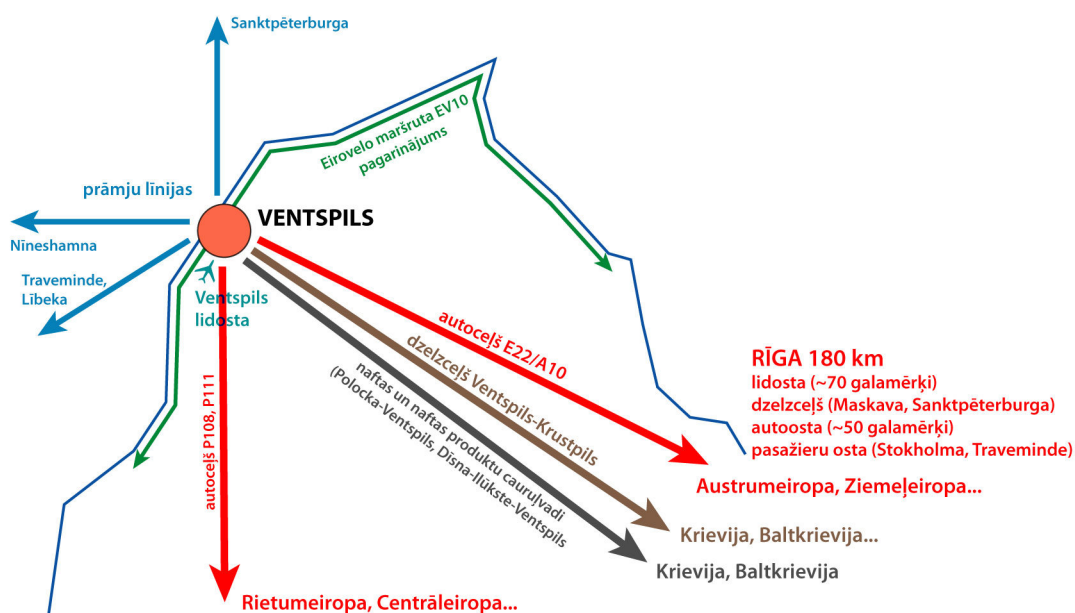 Sanktpēterburga
Eirovelo maršruta EV10
pagarinājums
prāmju līnijas
VENTSPILS
Nīneshamna
Traveminde,
Lībeka
Ventspils
lidosta
autoceļš E22/A10
dzelzceļš Ventspils-Krustpils
naftas un naftas produktu cauruļvadi
(Polocka-Ventspils, Disna-Ilūkste-Ventspils
autoceļš P108, P111
RĪGA 180 km
lidosta (~70 galamērķi)
dzelzceļš (Maskava, Sanktpēterburga)
autoosta (~50 galamērķi)
pasažieru osta (Stokholma, Traveminde)
Austrumeiropa, Ziemeļeiropa...
Krievija, Baltkrievija...
Krievija, Baltkrievija
Rietumeiropa, Centrāleiropa...